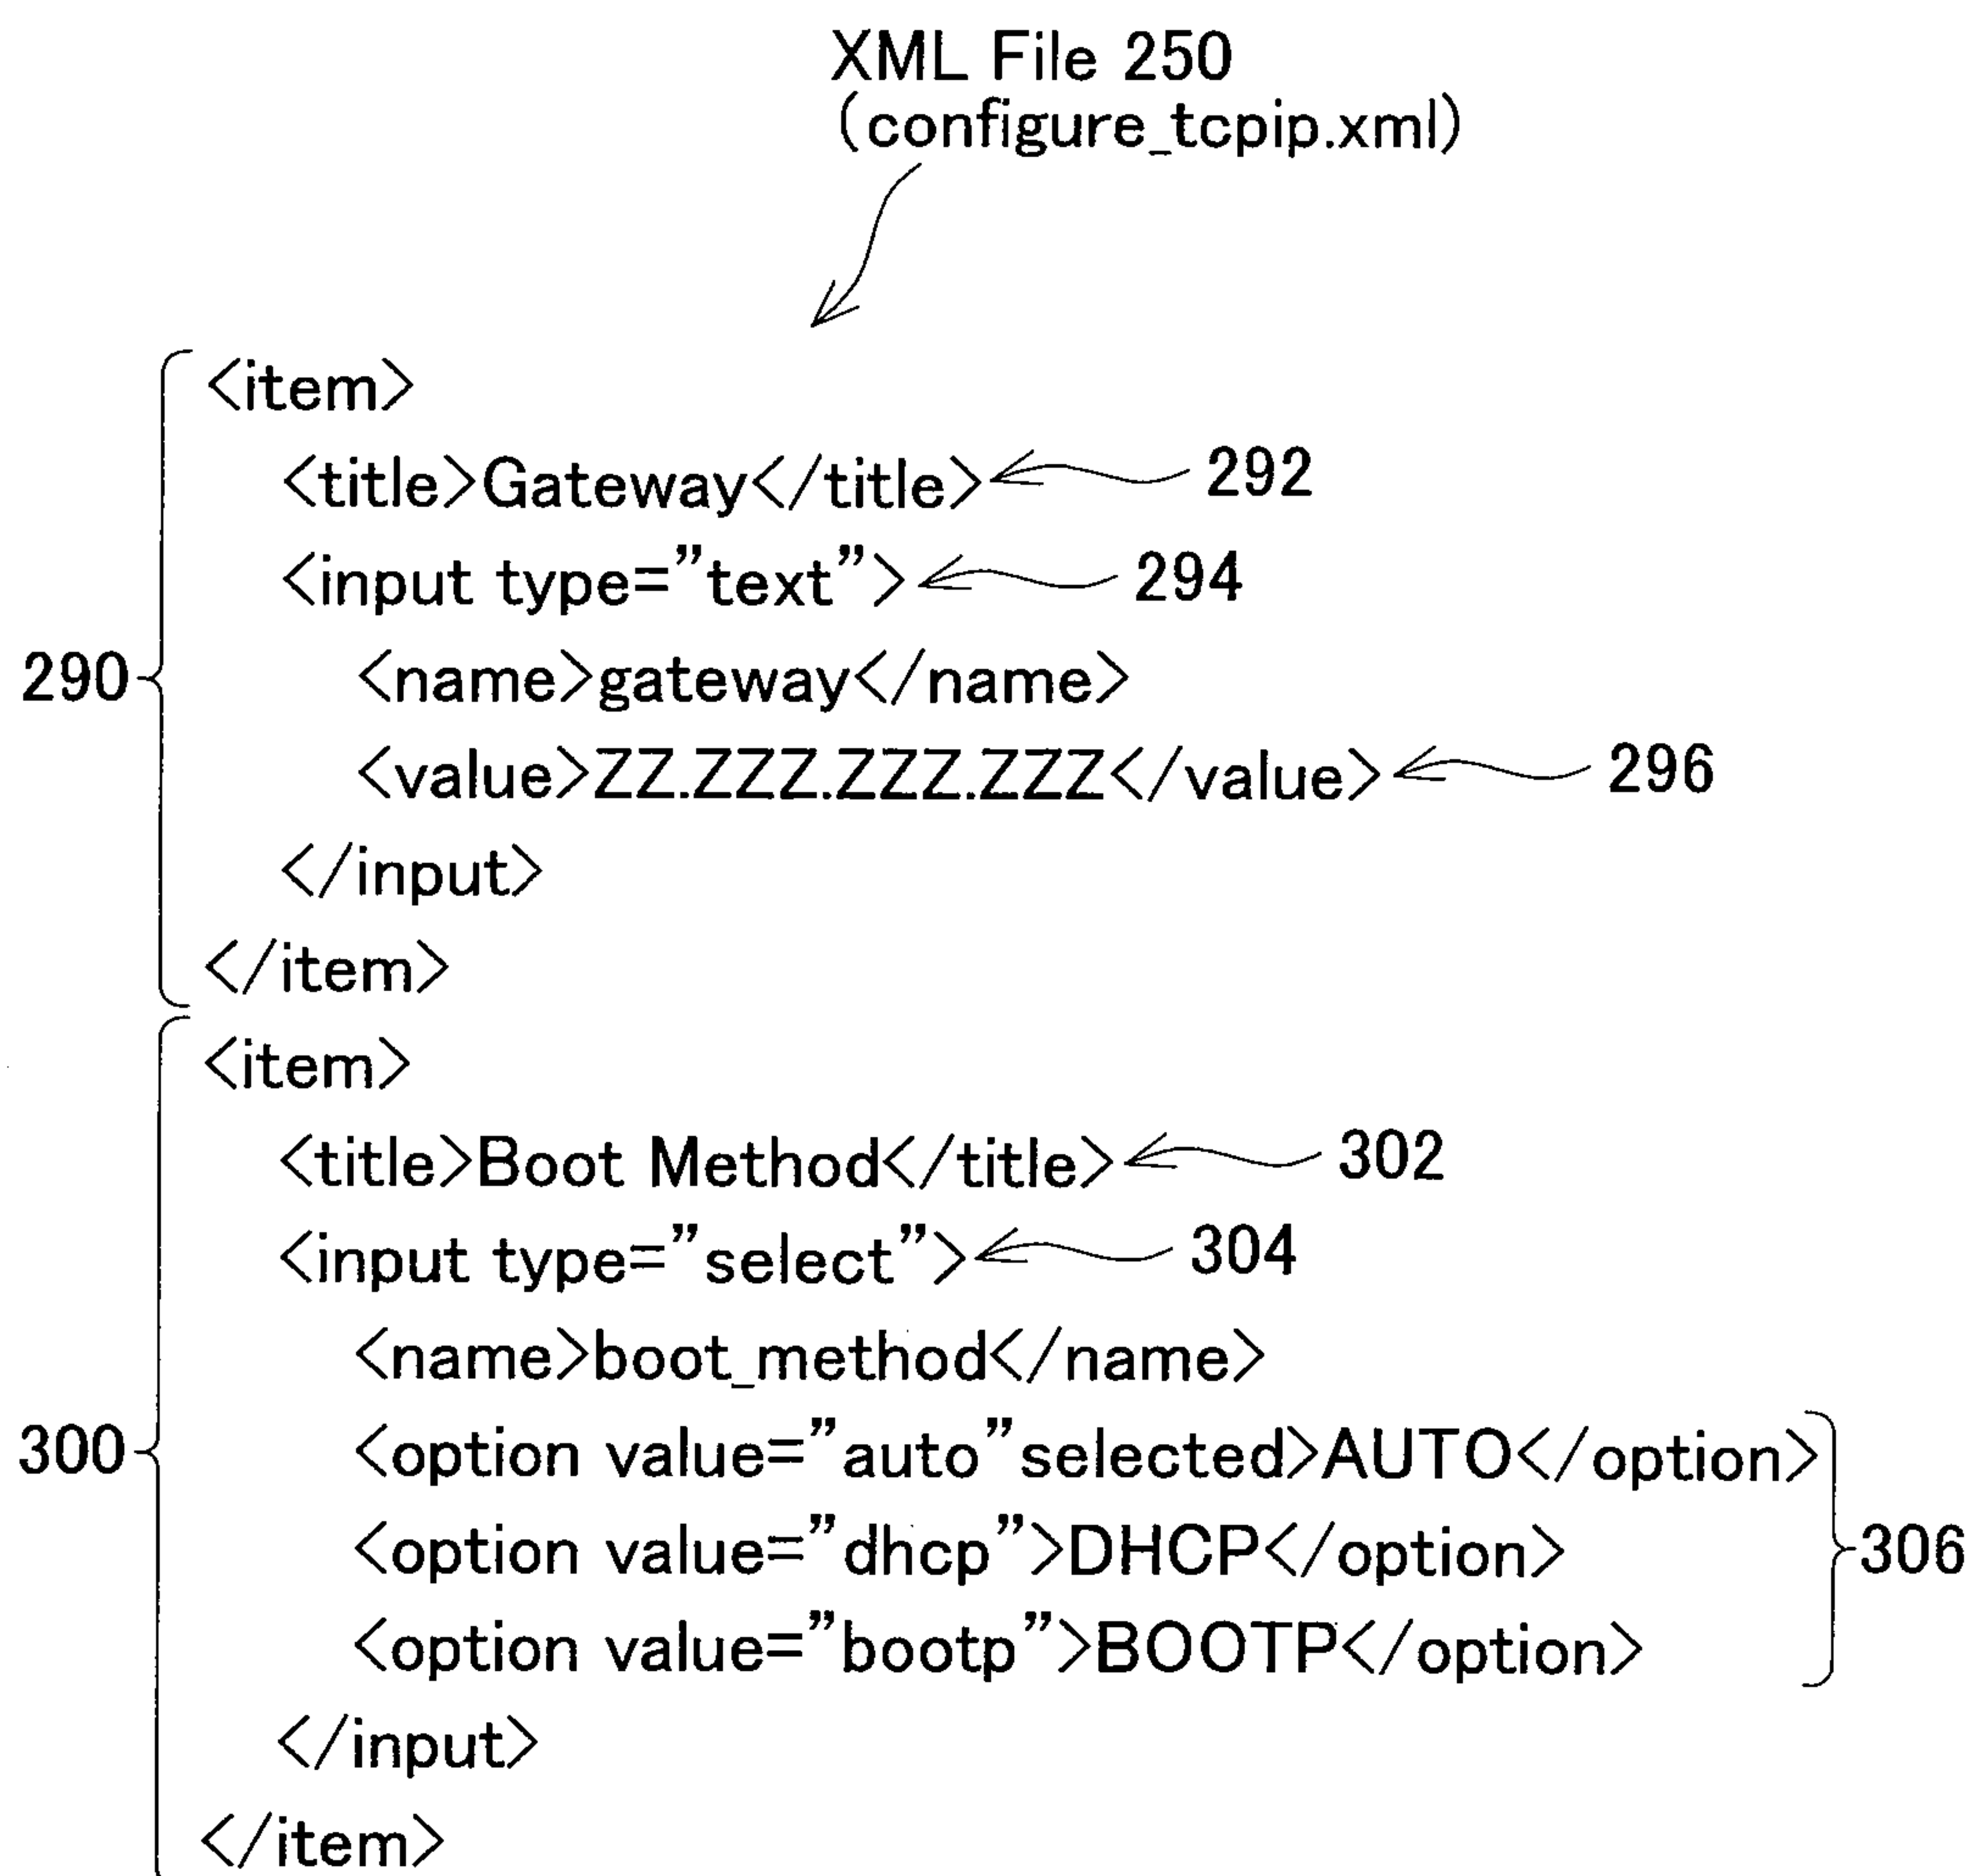 XML File 250
(configure_tcpip.xml)
<item>
<title>Gateway</title> 292
<input type=”text”> 294
290 <name>gateway</name>
<value>ZZ.ZZZ.ZZZ.ZZZ</value> 296
</input>
</item>
<item>
<title>Boot Method</title> 302
<input type=”select”> 304
<name>boot_method</name>
300 <option value=”auto”selected>AUTO</option>
<option value=”dhcp”>DHCP</option> 306
<option value=”bootp”>BOOTP</option>
</input>
</item>